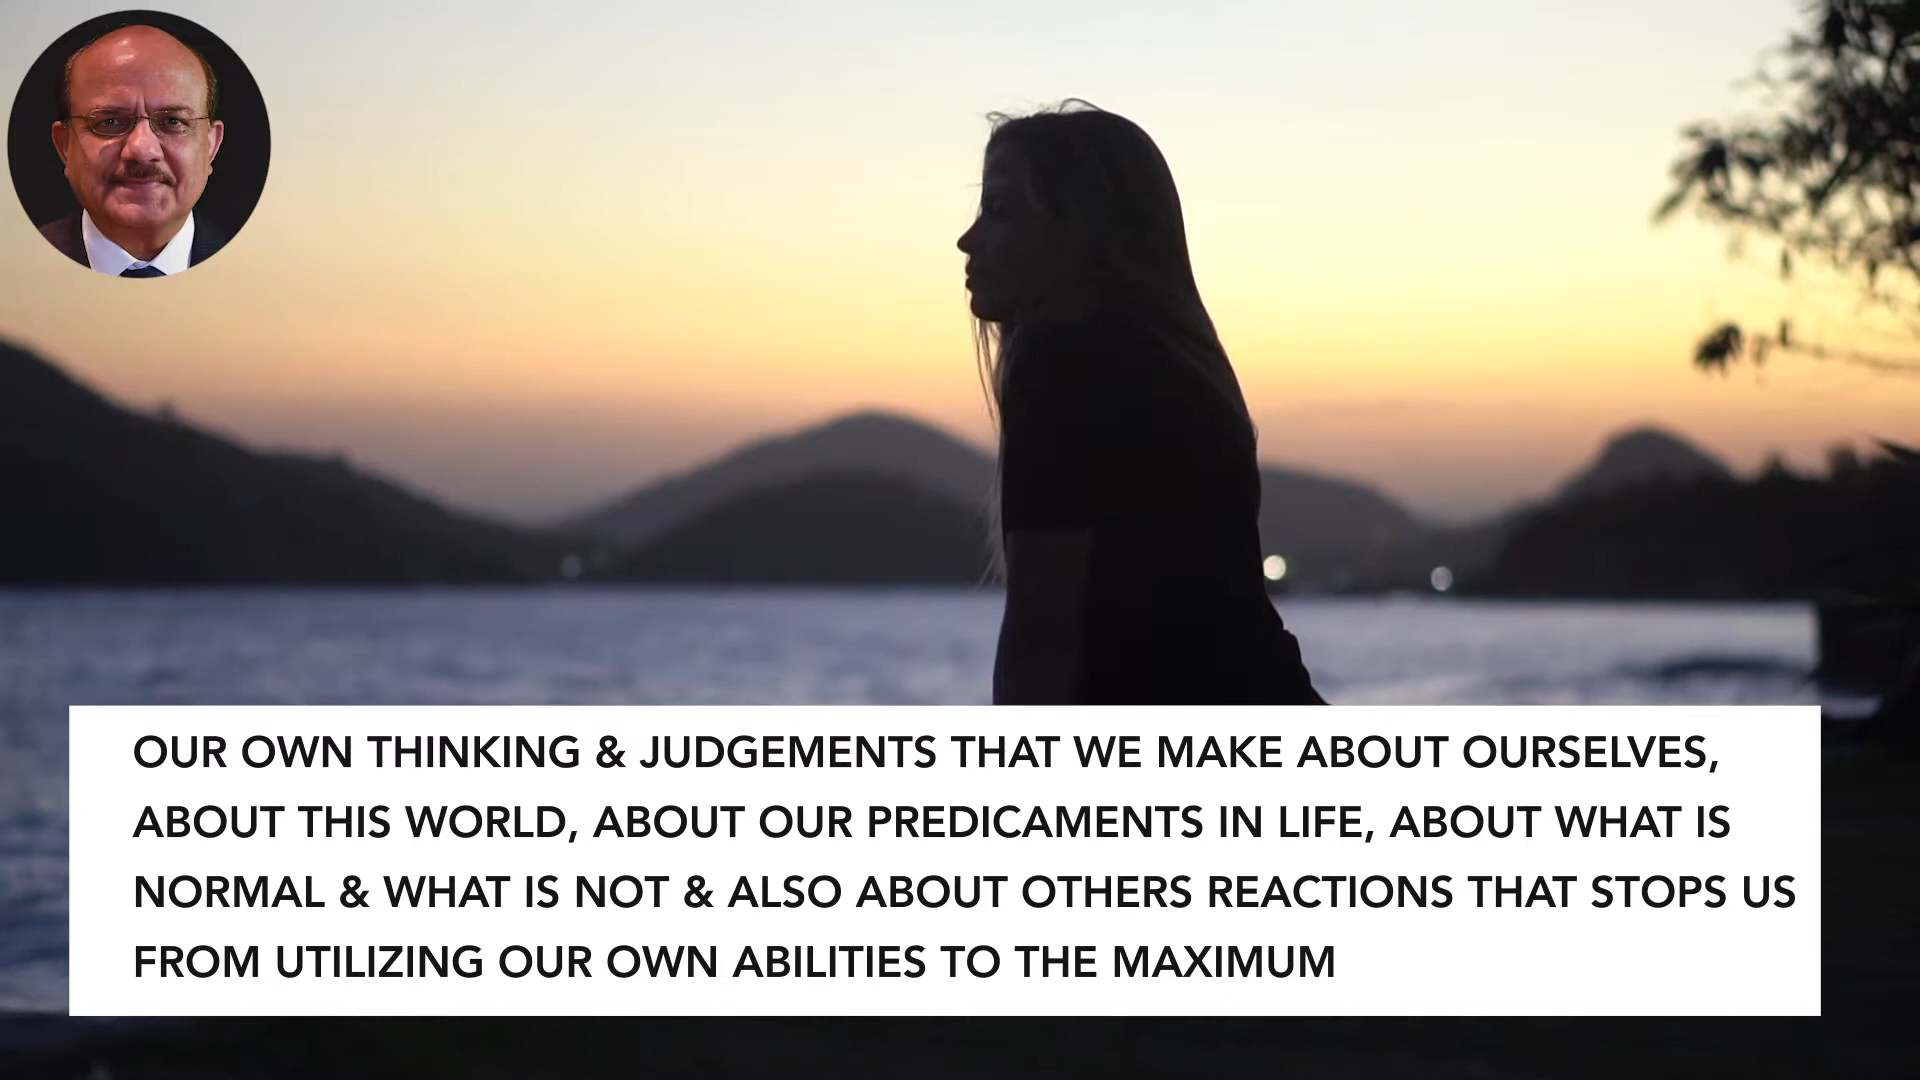 OUR OWN THINKING & JUDGEMENTS THAT WE MAKE ABOUT OURSELVES,
ABOUT THIS WORLD, ABOUT OUR PREDICAMENTS IN LIFE, ABOUT WHAT IS
NORMAL & WHAT IS NOT & ALSO ABOUT OTHERS REACTIONS THAT STOPS US
FROM UTILIZING OUR OWN ABILITIES TO THE MAXIMUM